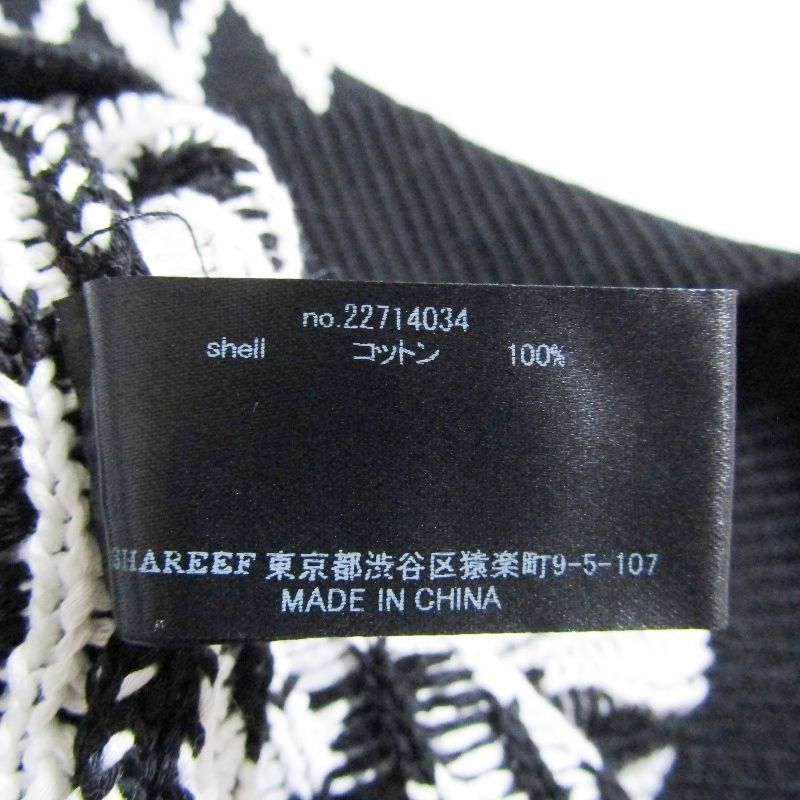 no.22714034
shell コットン 100%
SHAREEF 東京都渋谷区猿楽町9-5-107
MADE IN CHINA